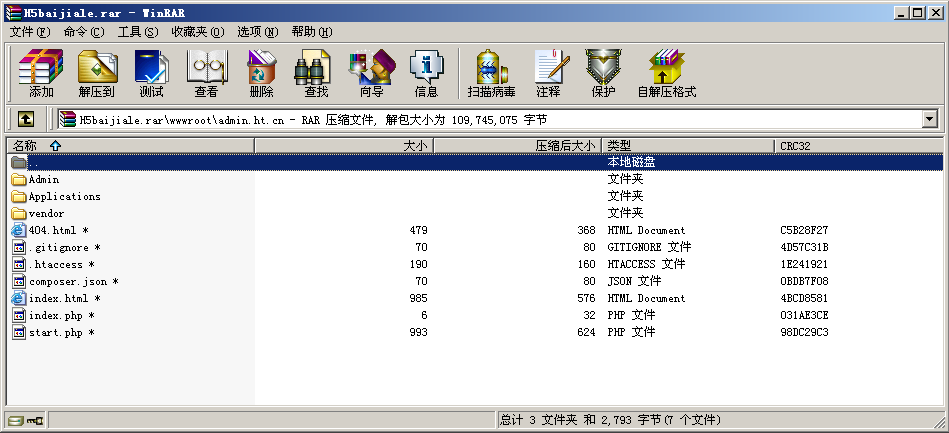 H5baijiale.rar - WinRAR
文件(F) 命令(C) 工具(S) 收藏夹(O) 选项(N) 帮助(H)
添加 解压到 测试 查看 删除 查找 向导 信息 扫描病毒 注释 保护 自解压格式
H5baijiale.rar\wwwroot\admin.ht.cn - RAR 压缩文件, 解包大小为 109,745,075 字节
名称 大小 压缩后大小 类型 CRC32
.. 本地磁盘
Admin 文件夹
Applications 文件夹
vendor 文件夹
404.html * 479 368 HTML Document C5B28F27
.gitignore * 70 80 GITIGNORE 文件 4D57C31B
.htaccess * 190 160 HTACCESS 文件 1E241921
composer.json * 70 80 JSON 文件 0BDB7F08
index.html * 985 576 HTML Document 4BCD8581
index.php * 6 32 PHP 文件 031AE3CE
start.php * 993 624 PHP 文件 98DC29C3
总计 3 文件夹 和 2,793 字节(7 个文件)